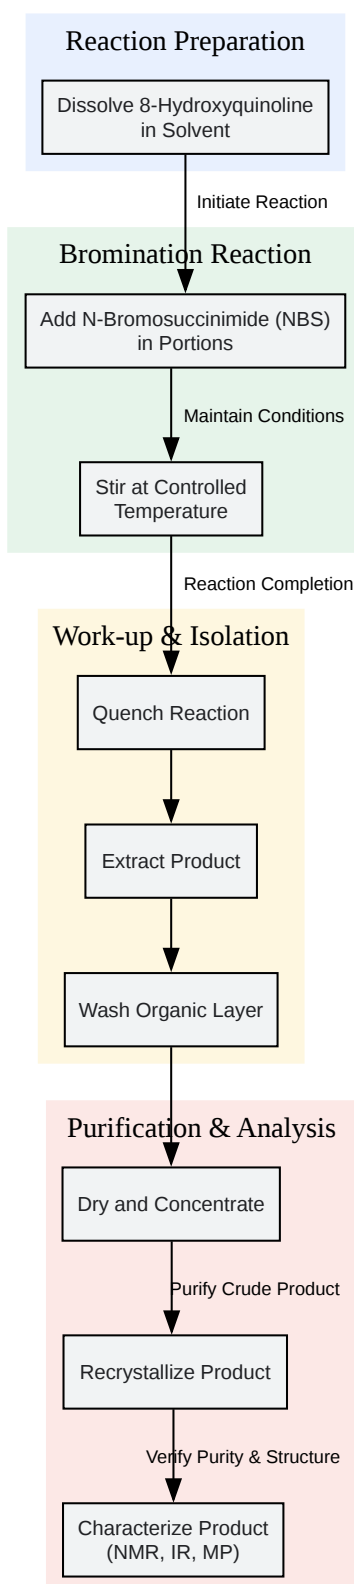 Reaction Preparation
Dissolve 8-Hydroxyquinoline
in Solvent
Initiate Reaction
Bromination Reaction
Add N-Bromosuccinimide (NBS)
in Portions
Maintain Conditions
Stir at Controlled
Temperature
Reaction Completion
Work-up & Isolation
Quench Reaction
Extract Product
Wash Organic Layer
Purification & Analysis
Dry and Concentrate
Purify Crude Product
Recrystallize Product
Verify Purity & Structure
Characterize Product
(NMR, IR, MP)